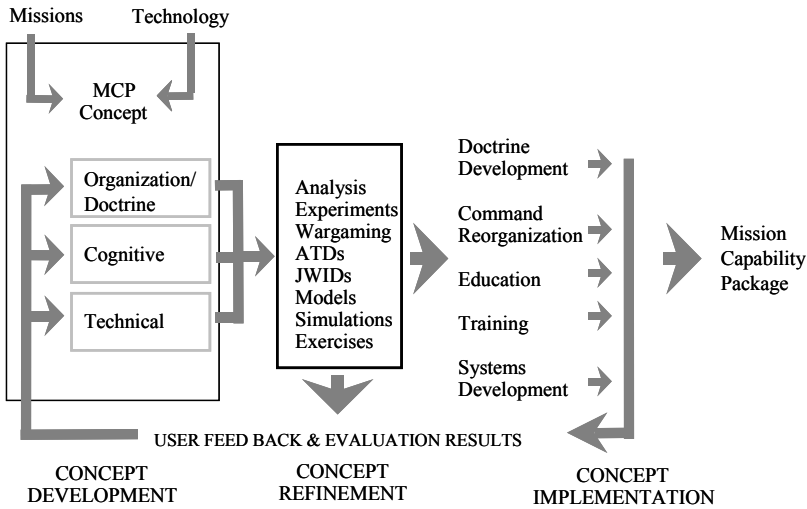 Missions
Technology
MCP
Concept
Organization/
Doctrine
Cognitive
Technical
Analysis
Experiments
Wargaming
ATDs
JWIDs
Models
Simulations
Exercises
Doctrine
Development
Command
Reorganization
Education
Training
Systems
Development
Mission
Capability
Package
USER FEED BACK & EVALUATION RESULTS
CONCEPT
DEVELOPMENT
CONCEPT
REFINEMENT
CONCEPT
IMPLEMENTATION